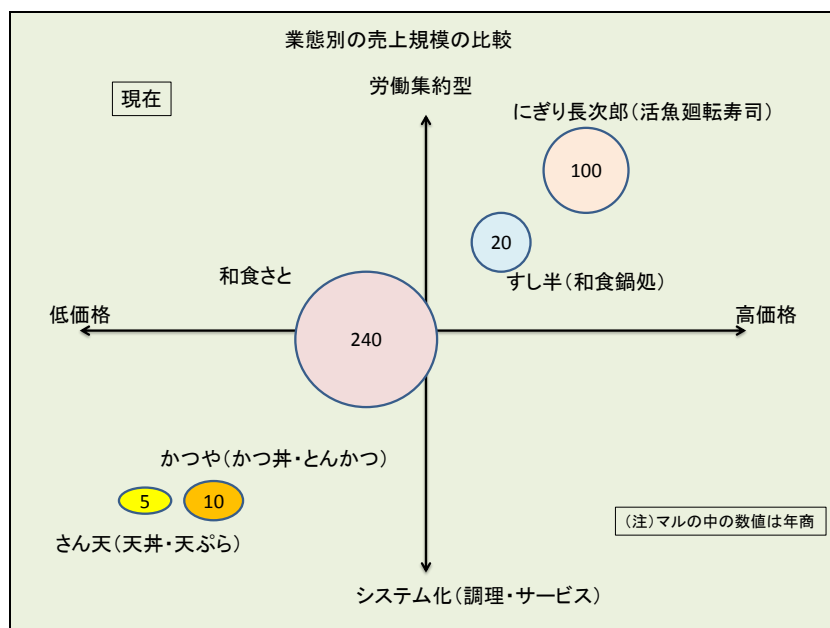 業態別の売上規模の比較
労働集約型
現在
にぎり長次郎(活魚廻転寿司)
100
20
すし半(和食鍋処)
和食さと
低価格
高価格
240
かつや(かつ丼・とんかつ)
5
10
(注)マルの中の数値は年商
さん天(天丼・天ぷら)
システム化(調理・サービス)